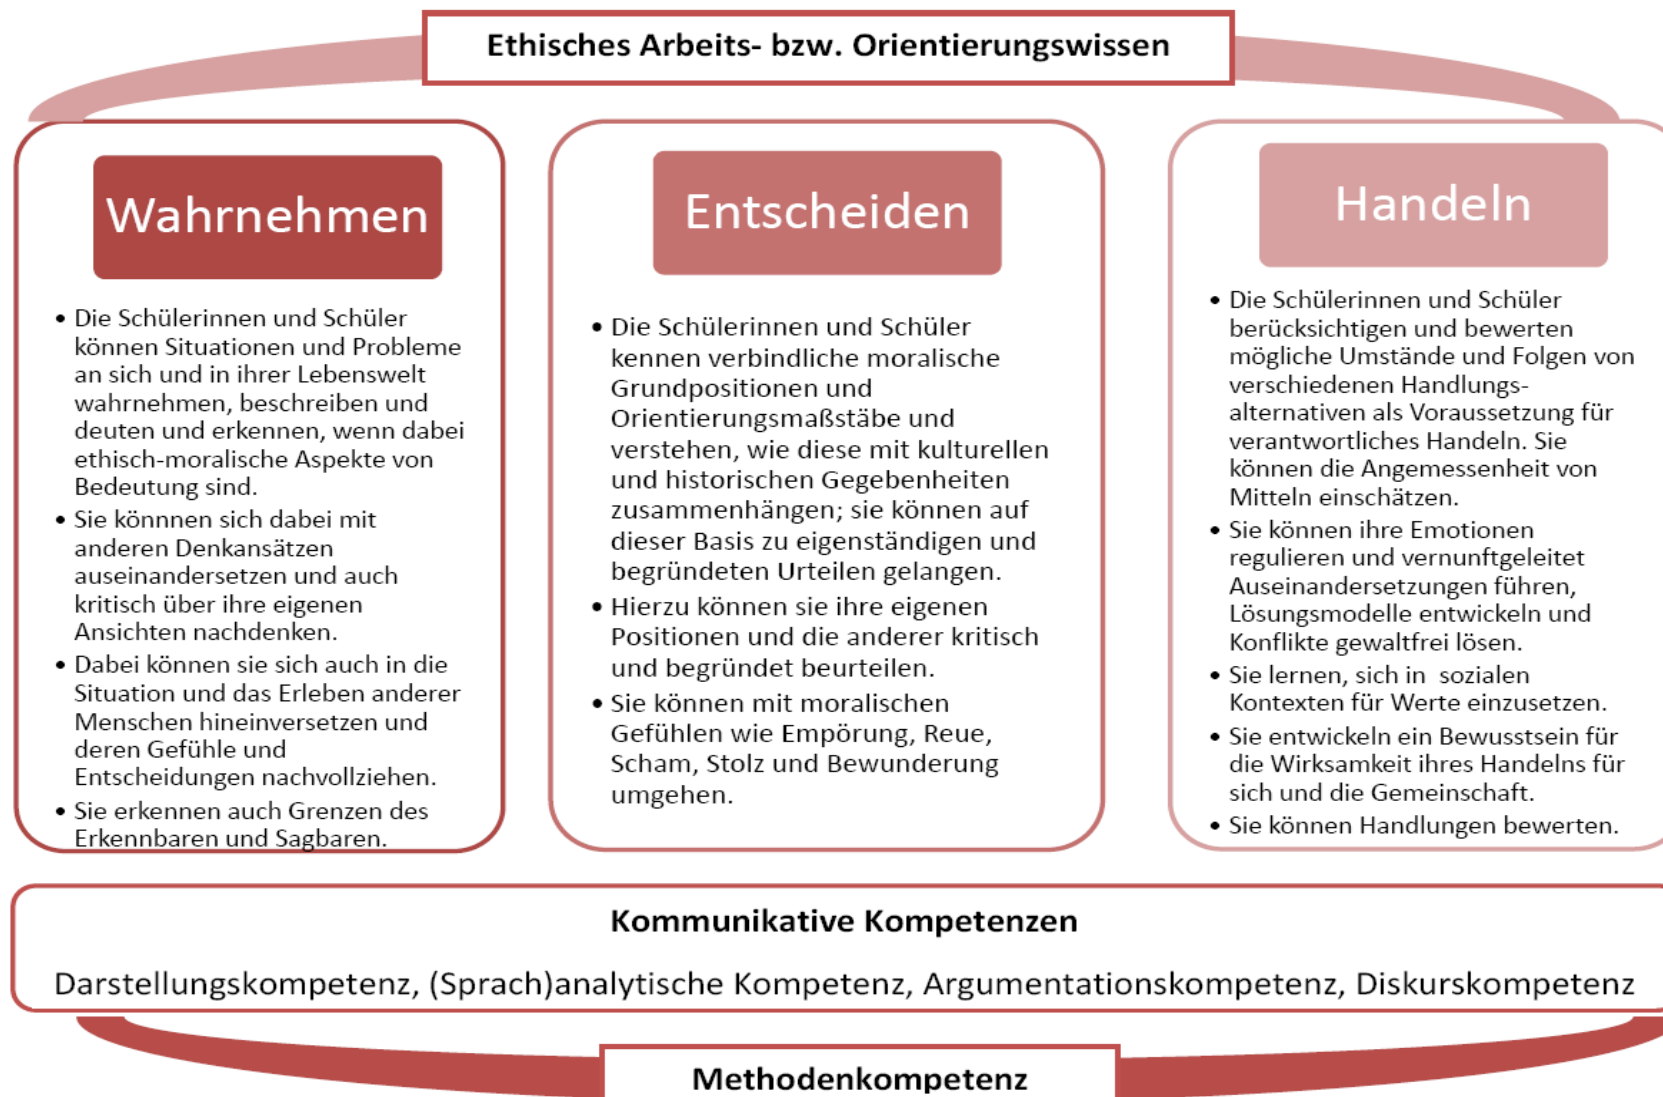 Ethisches Arbeits- bzw. Orientierungswissen
Wahrnehmen
• Die Schülerinnen und Schüler
können Situationen und Probleme
an sich und in ihrer Lebenswelt
wahrnehmen, beschreiben und
deuten und erkennen, wenn dabei
ethisch-moralische Aspekte von
Bedeutung sind.
• Sie könnnen sich dabei mit
anderen Denkansätzen
auseinandersetzen und auch
kritisch über ihre eigenen
Ansichten nachdenken.
• Dabei können sie sich auch in die
Situation und das Erleben anderer
Menschen hineinversetzen und
deren Gefühle und
Entscheidungen nachvollziehen.
• Sie erkennen auch Grenzen des
Erkennbaren und Sagbaren.
Entscheiden
• Die Schülerinnen und Schüler
kennen verbindliche moralische
Grundpositionen und
Orientierungsmaßstäbe und
verstehen, wie diese mit kulturellen
und historischen Gegebenheiten
zusammenhängen; sie können auf
dieser Basis zu eigenständigen und
begründeten Urteilen gelangen.
• Hierzu können sie ihre eigenen
Positionen und die anderer kritisch
und begründet beurteilen.
• Sie können mit moralischen
Gefühlen wie Empörung, Reue,
Scham, Stolz und Bewunderung
umgehen.
Handeln
• Die Schülerinnen und Schüler
berücksichtigen und bewerten
mögliche Umstände und Folgen von
verschiedenen Handlungs-
alternativen als Voraussetzung für
verantwortliches Handeln. Sie
können die Angemessenheit von
Mitteln einschätzen.
• Sie können ihre Emotionen
regulieren und vernunftgeleitet
Auseinandersetzungen führen,
Lösungsmodelle entwickeln und
Konflikte gewaltfrei lösen.
• Sie lernen, sich in sozialen
Kontexten für Werte einzusetzen.
• Sie entwickeln ein Bewusstsein für
die Wirksamkeit ihres Handelns für
sich und die Gemeinschaft.
• Sie können Handlungen bewerten.
Kommunikative Kompetenzen
Darstellungskompetenz, (Sprach)analytische Kompetenz, Argumentationskompetenz, Diskurskompetenz
Methodenkompetenz